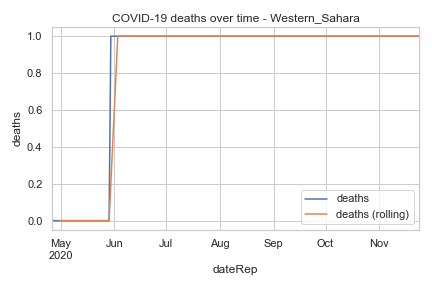 COVID-19 deaths over time - Western_Sahara
deaths
1.0
0.8
0.6
0.4
0.2
0.0
deaths
deaths (rolling)
May Jun Jul Aug Sep Oct Nov
2020
dateRep